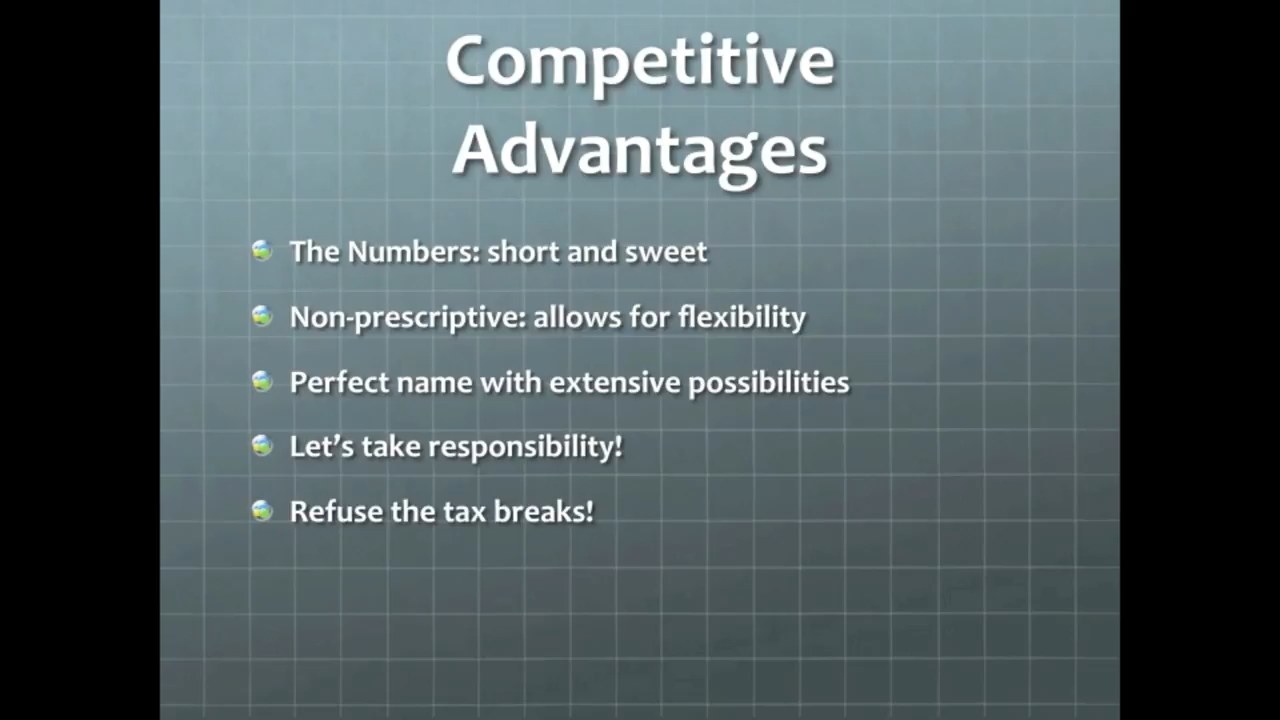 Competitive
Advantages
The Numbers: short and sweet
Non-prescriptive: allows for flexibility
Perfect name with extensive possibilities
Let’s take responsibility!
Refuse the tax breaks!